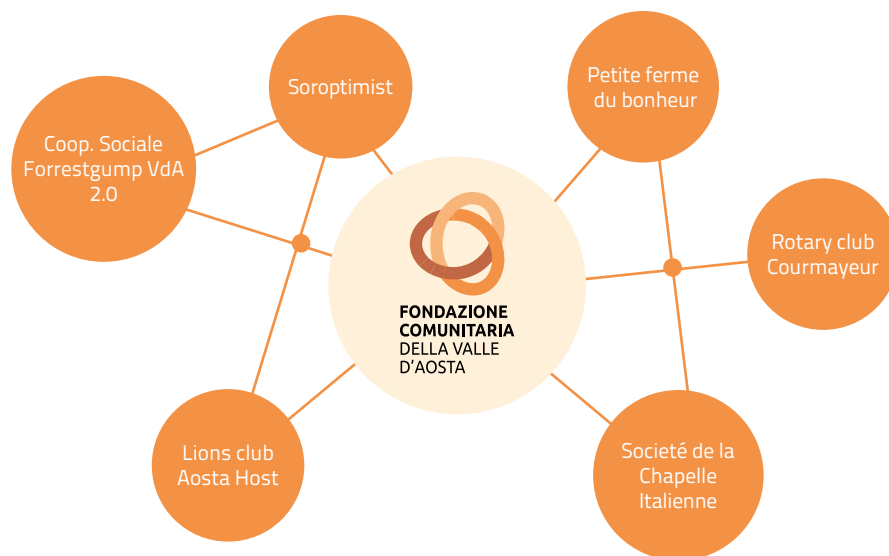 Soroptimist
Petite ferme
du bonheur
Coop. Sociale
Forrestgump VdA
2.0
Rotary club
Courmayeur
FONDAZIONE
COMUNITARIA
DELLA VALLE
D'AOSTA
Lions club
Aosta Host
Societé de la
Chapelle
Italienne